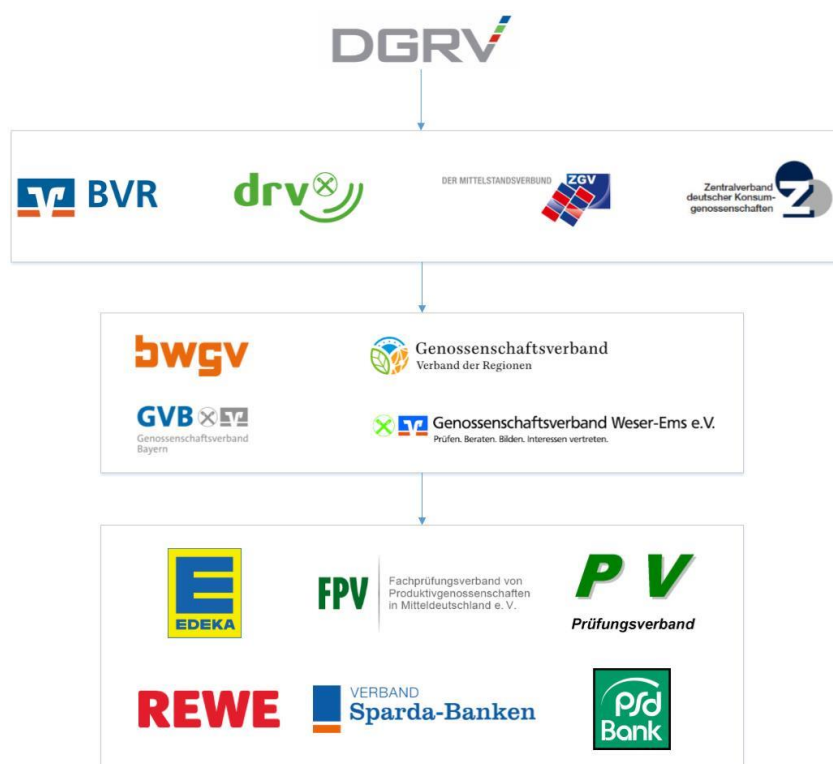 DGRV
BVR
drv
DER MITTELSTANDSVERBUND
ZGV
Zentralverband
deutscher Konsum-
genossenschaften
Z
bwgv
Genossenschaftsverband
Verband der Regionen
GVB
Genossenschaftsverband
Bayern
Genossenschaftsverband Weser-Ems e.V.
Prüfen. Beraten. Bilden. Interessen vertreten.
E
EDEKA
FPV
Fachprüfungsverband von
Produktivgenossenschaften
in Mitteldeutschland e. V.
P V
Prüfungsverband
REWE
VERBAND
Sparda-Banken
psd
Bank